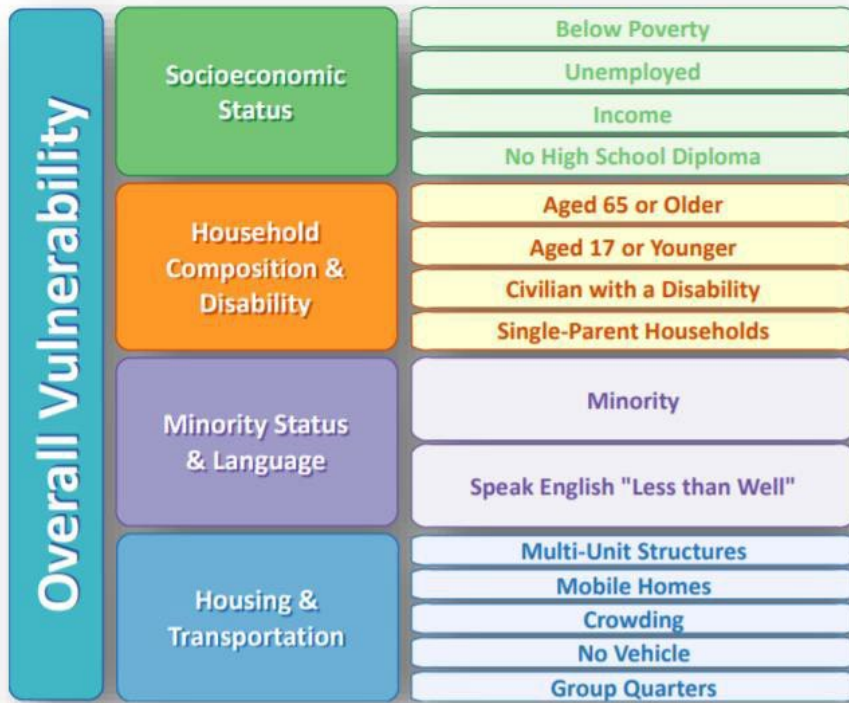 Overall Vulnerability
Socioeconomic
Status
Below Poverty
Unemployed
Income
No High School Diploma
Household
Composition &
Disability
Aged 65 or Older
Aged 17 or Younger
Civilian with a Disability
Single-Parent Households
Minority Status
& Language
Minority
Speak English "Less than Well"
Housing &
Transportation
Multi-Unit Structures
Mobile Homes
Crowding
No Vehicle
Group Quarters